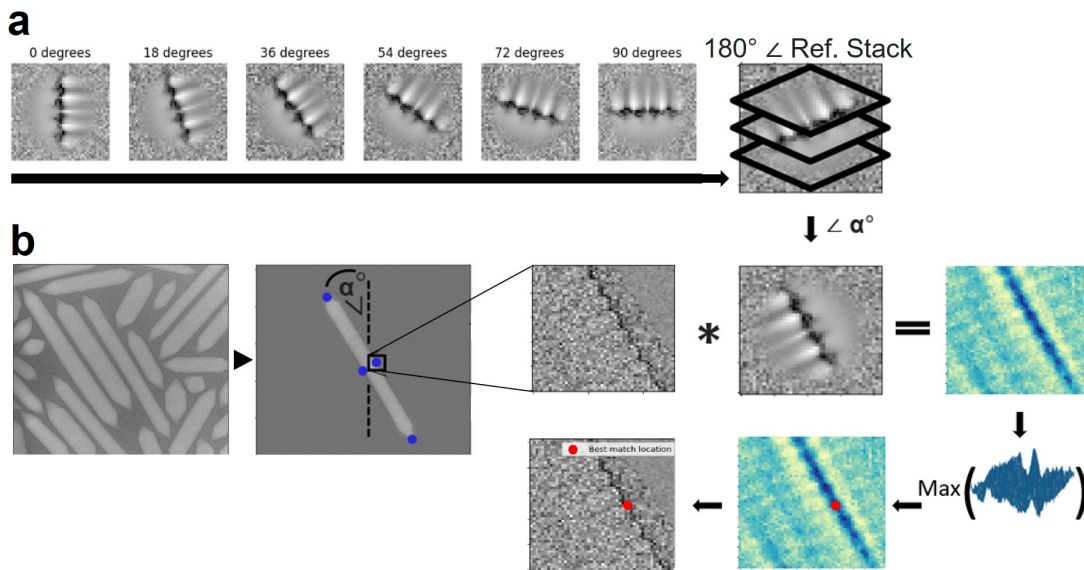 a
0 degrees
18 degrees
36 degrees
54 degrees
72 degrees
90 degrees
180° ∠ Ref. Stack
∠ α°
b
α°
∠
*
=
Max( )
Best match location